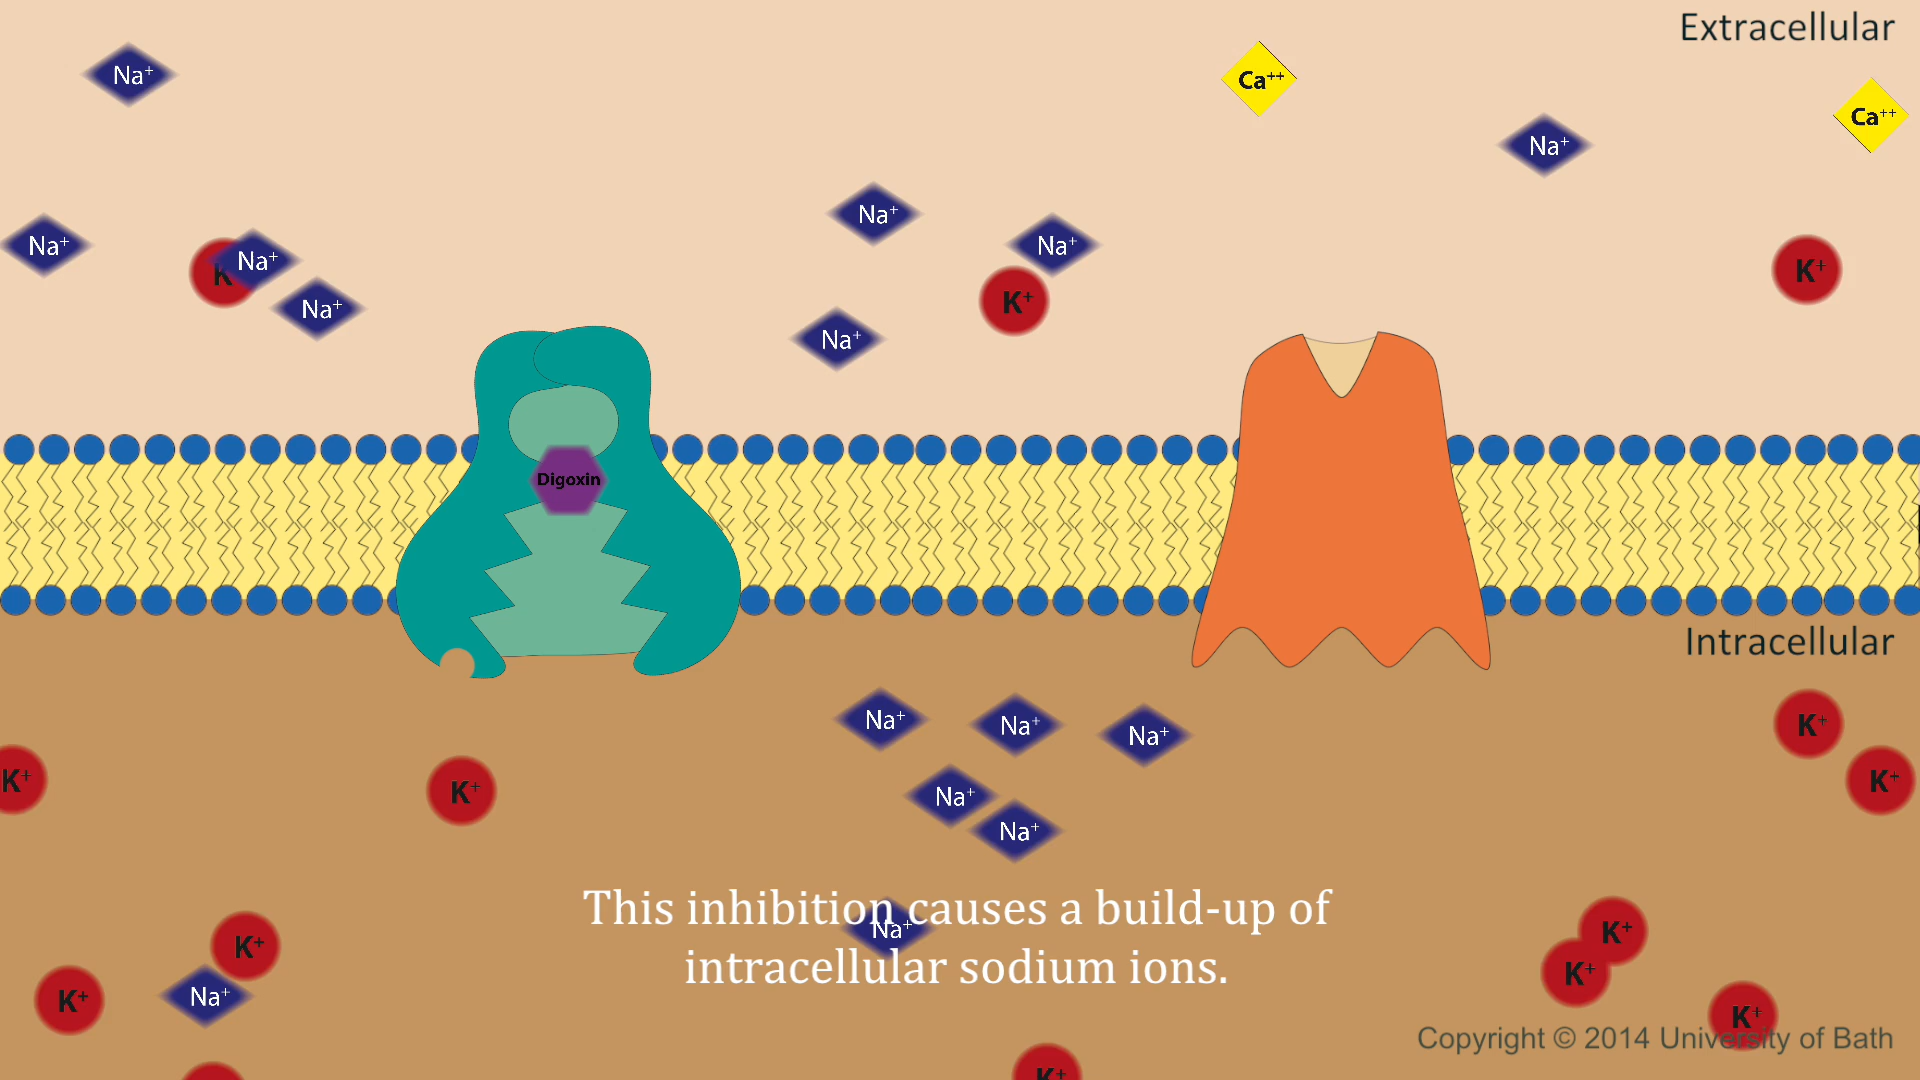 Extracellular
Na⁺
Ca⁺⁺
Ca⁺⁺
Na⁺
Na⁺
Na⁺
Na⁺
K
Na⁺
Na⁺
K⁺
K⁺
Na⁺
Na⁺
Digoxin
Intracellular
Na⁺
Na⁺
Na⁺
K⁺
K⁺
K⁺
K⁺
Na⁺
Na⁺
This inhibition causes a build-up of
Na⁺
intracellular sodium ions.
K⁺
K⁺
K⁺
K⁺
Na⁺
K⁺
Copyright © 2014 University of Bath
K⁺